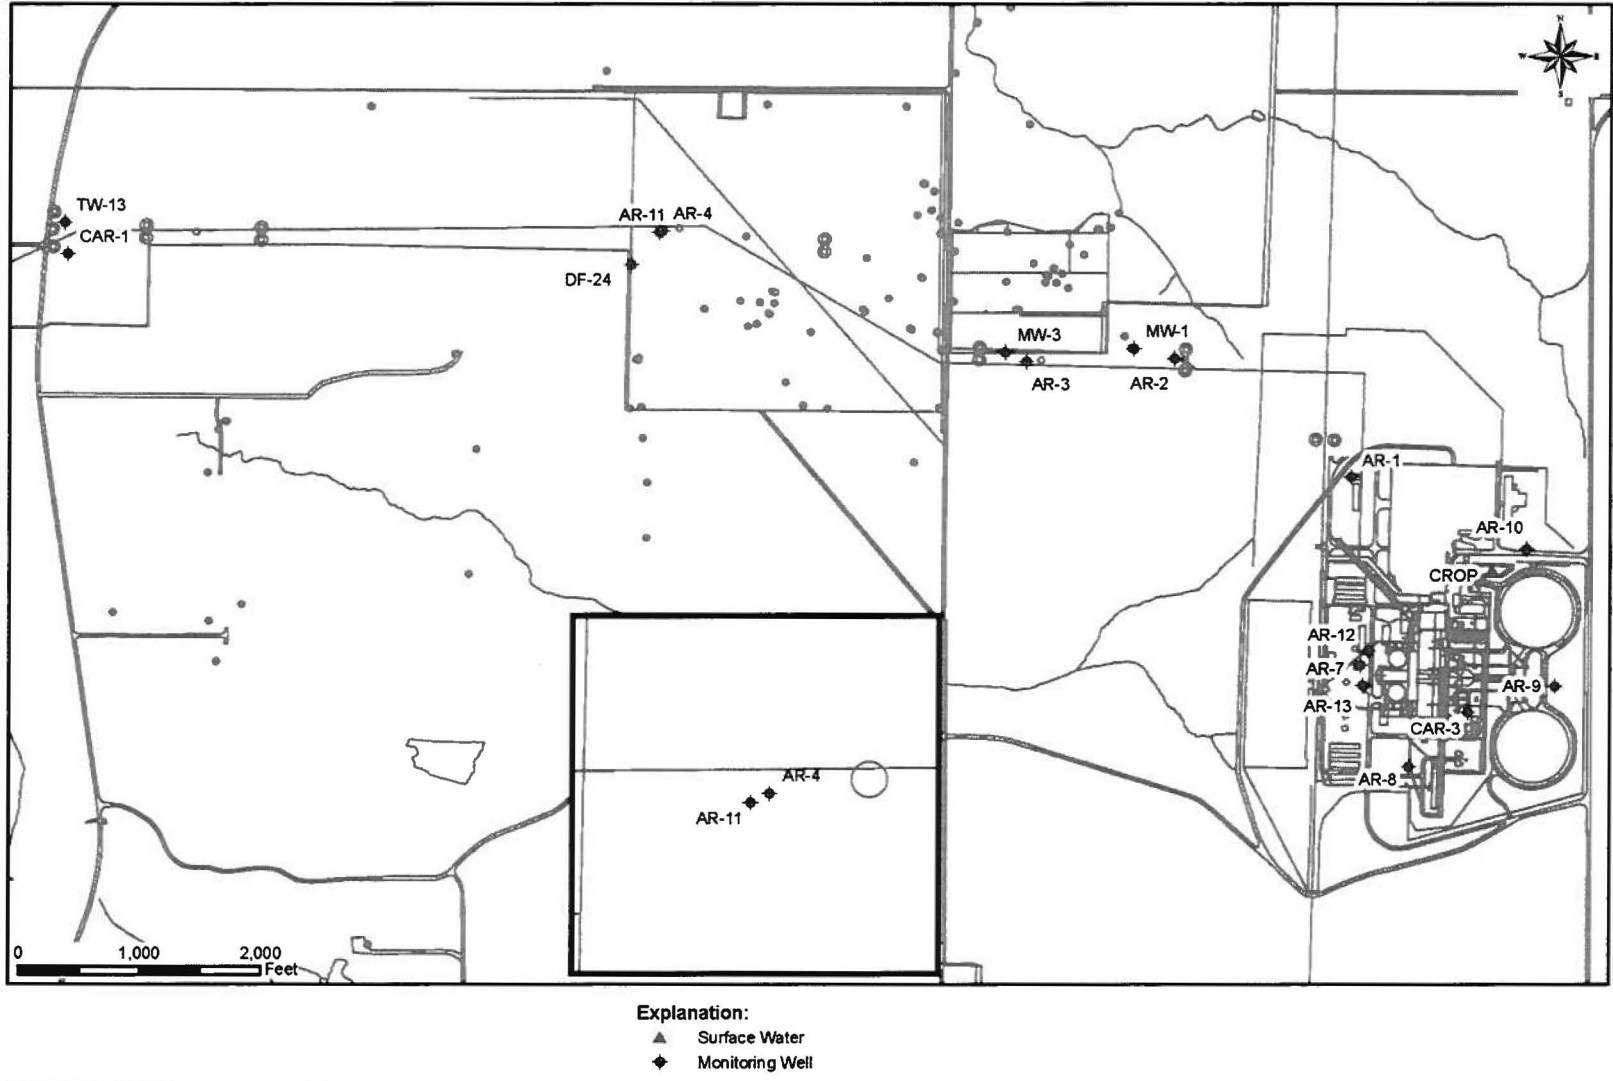 N
W E
S
TW-13
CAR-1
AR-11 AR-4
DF-24
MW-3 MW-1
AR-3 AR-2
AR-1
AR-10
CROP
AR-12
AR-7
AR-9
AR-13
CAR-3
AR-8
AR-4
AR-11
0 1,000 2,000
Feet
Explanation:
Surface Water
Monitoring Well